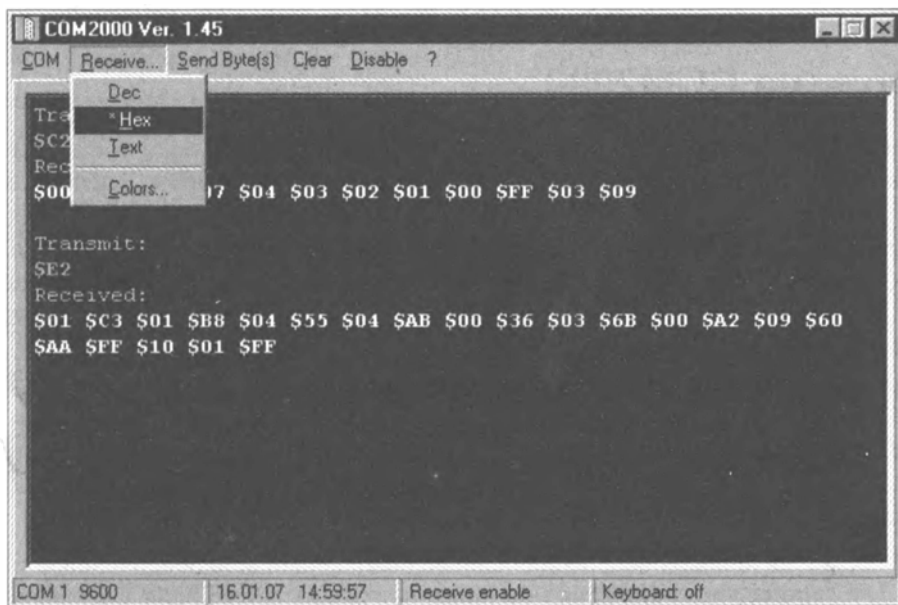 COM2000 Ver. 1.45
COM Receive... Send Byte(s) Clear Disable ?
Dec
*Hex
Text
Colors...
Tra
$C2
Rec
$00 07 $04 $03 $02 $01 $00 $FF $03 $09
Transmit:
$E2
Received:
$01 $C3 $01 $B8 $04 $55 $04 $AB $00 $36 $03 $6B $00 $A2 $09 $60
$AA $FF $10 $01 $FF
COM 1 9600 16.01.07 14:59:57 Receive enable Keyboard: off